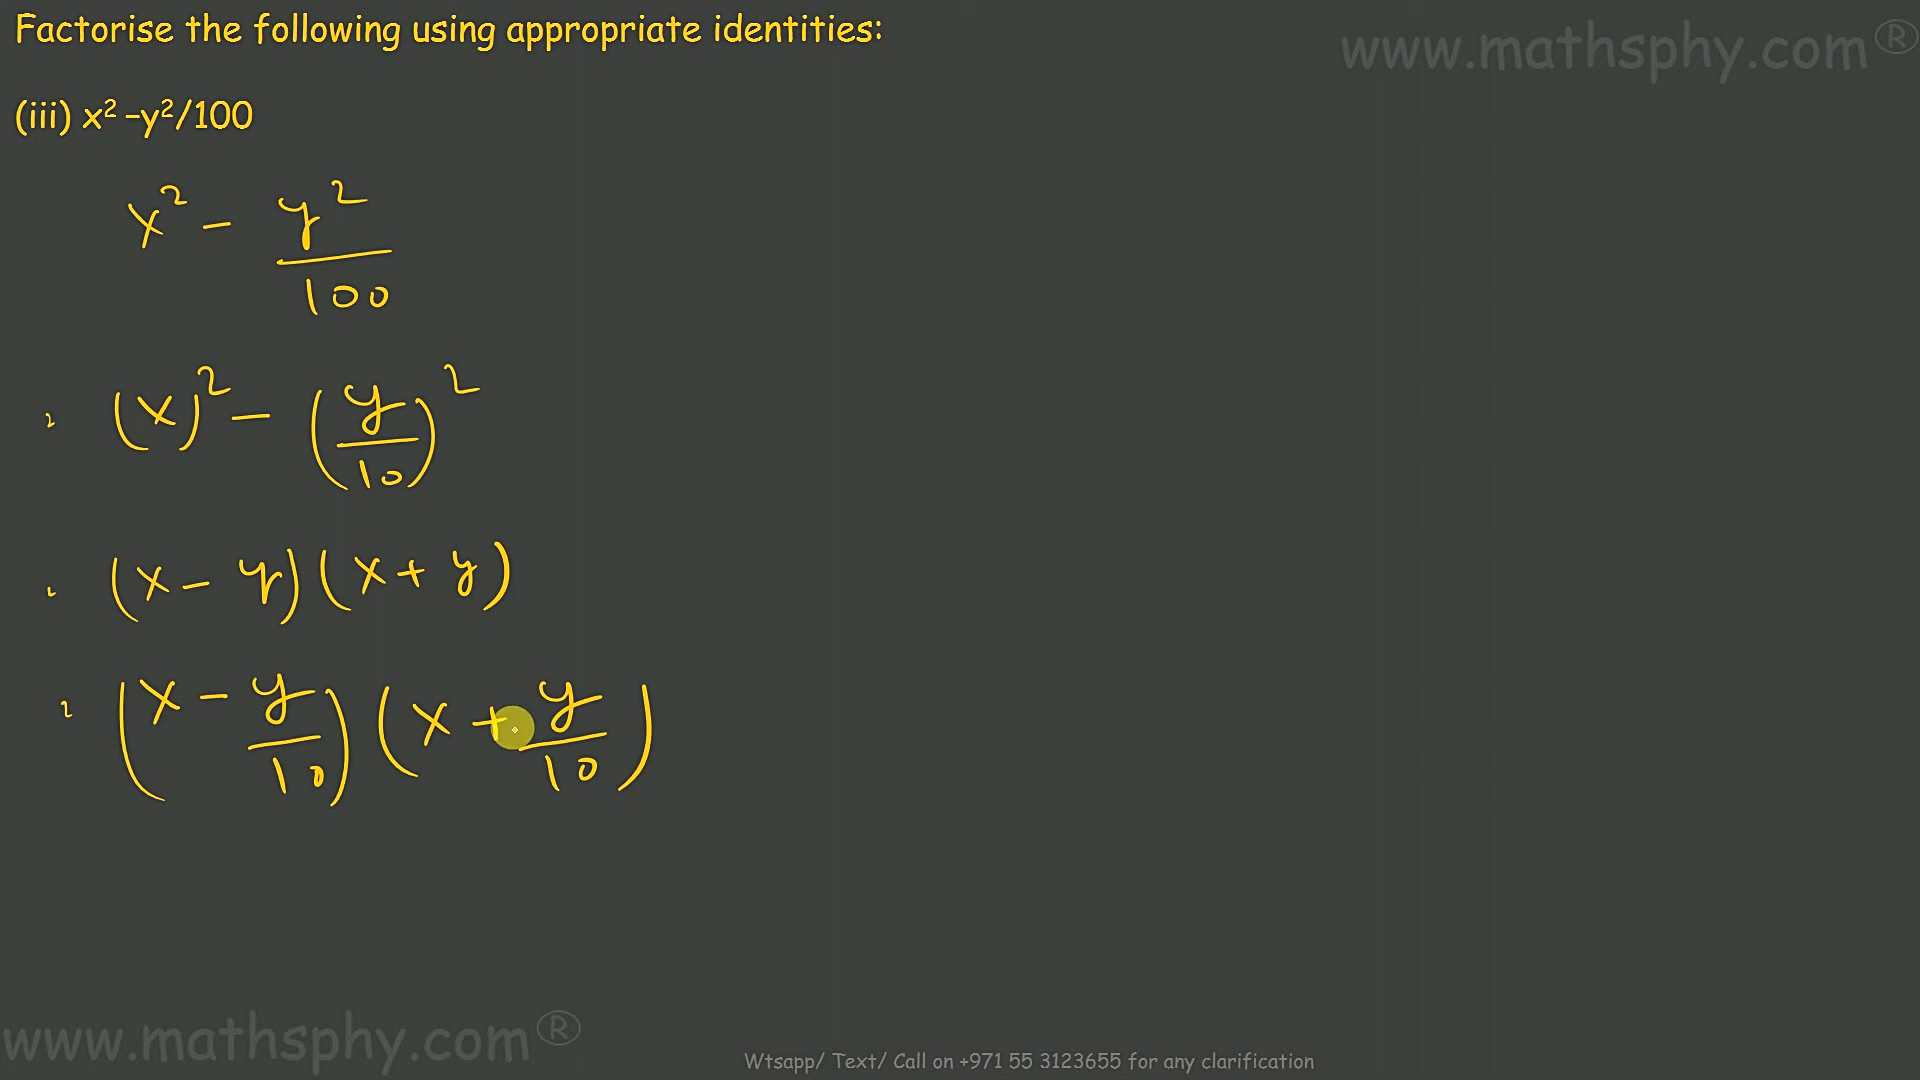 Factorise the following using appropriate identities:
www.mathsphy.com®
(iii) x² –y²/100
x² – y²/100
= (x)² – (y/10)²
= (x – y)(x + y)
= (x – y/10)(x + y/10)
www.mathsphy.com®
Wtsapp/ Text/ Call on +971 55 3123655 for any clarification